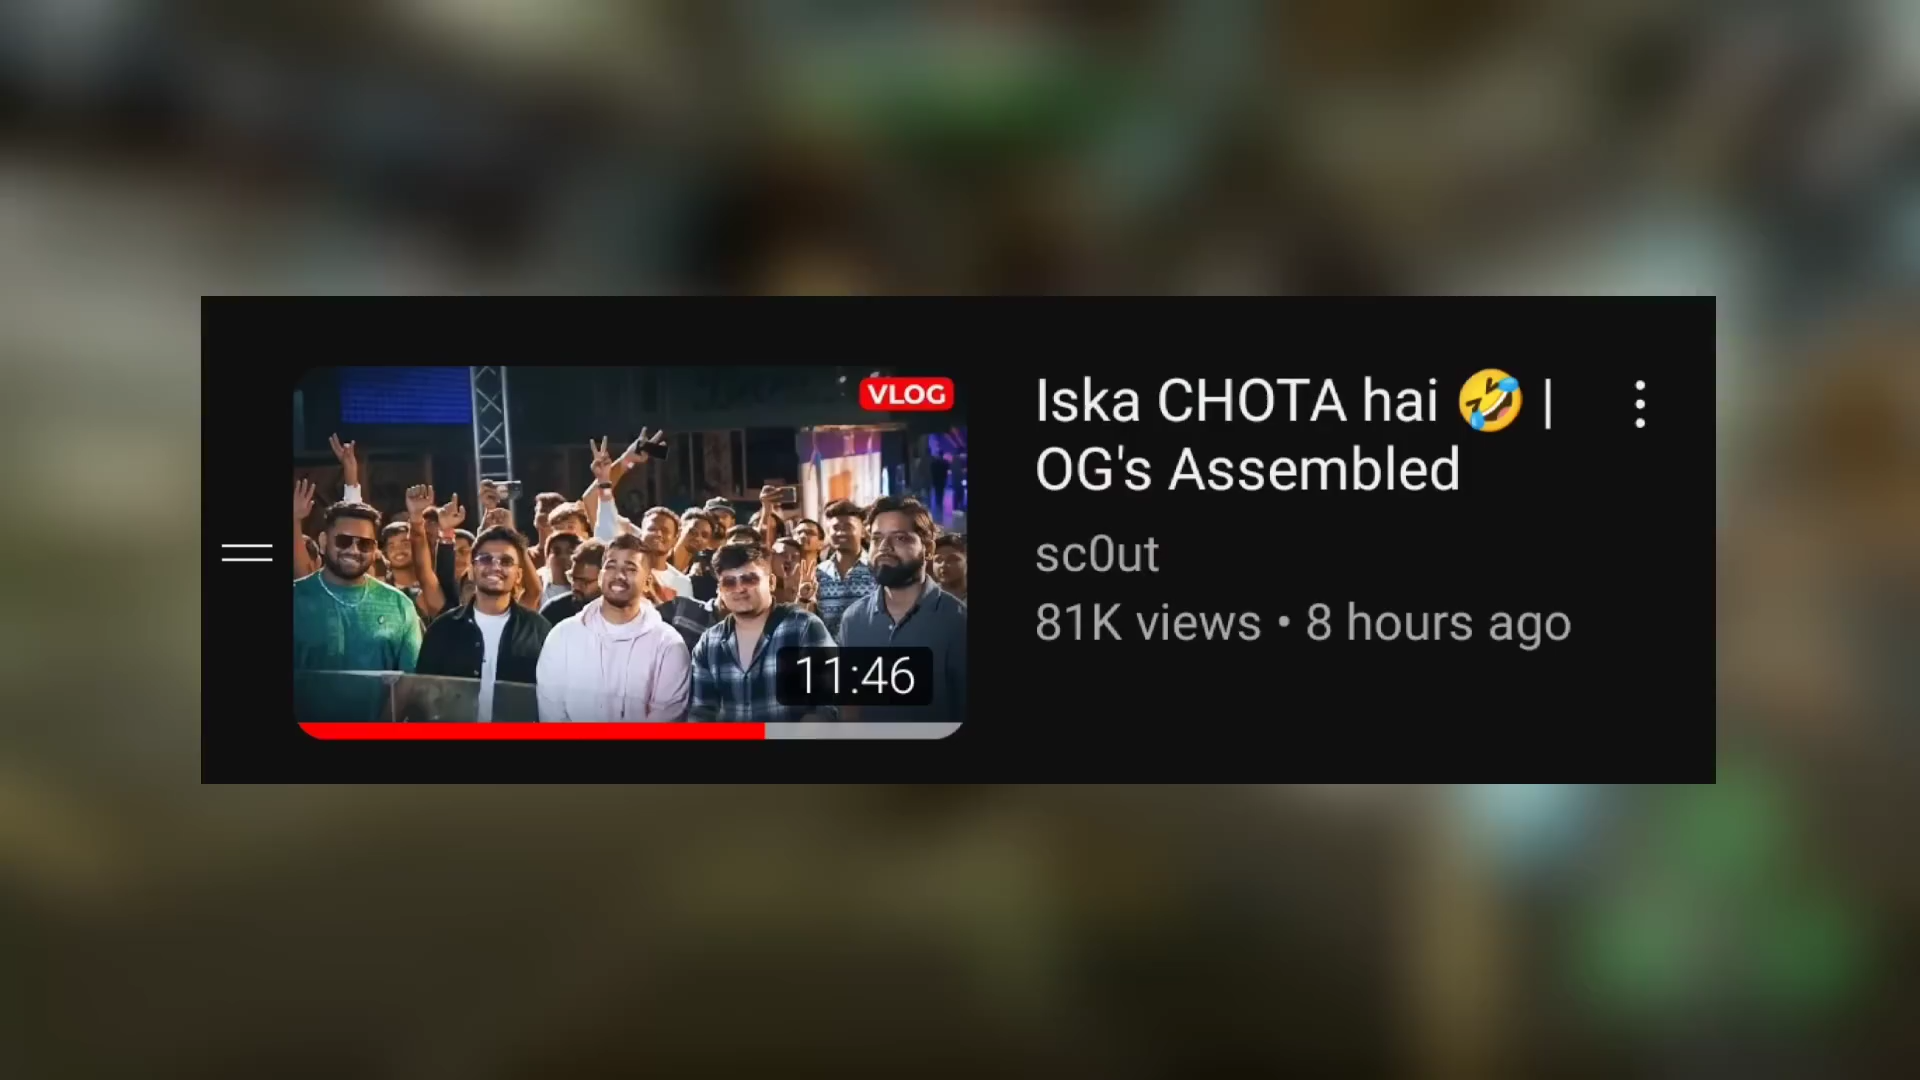 VLOG
11:46
Iska CHOTA hai 🤣 |
OG's Assembled
sc0ut
81K views • 8 hours ago